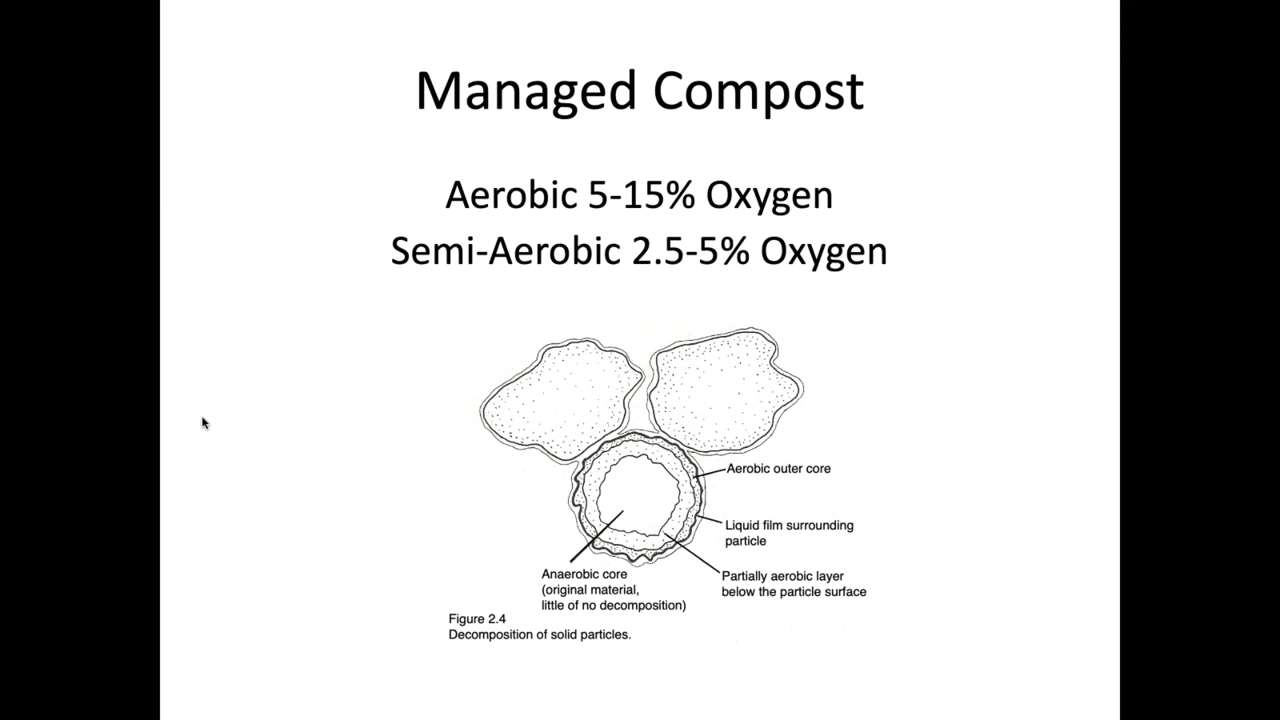 Managed Compost
Aerobic 5-15% Oxygen
Semi-Aerobic 2.5-5% Oxygen
Aerobic outer core
Liquid film surrounding
particle
Partially aerobic layer
below the particle surface
Anaerobic core
(original material,
little of no decomposition)
Figure 2.4
Decomposition of solid particles.